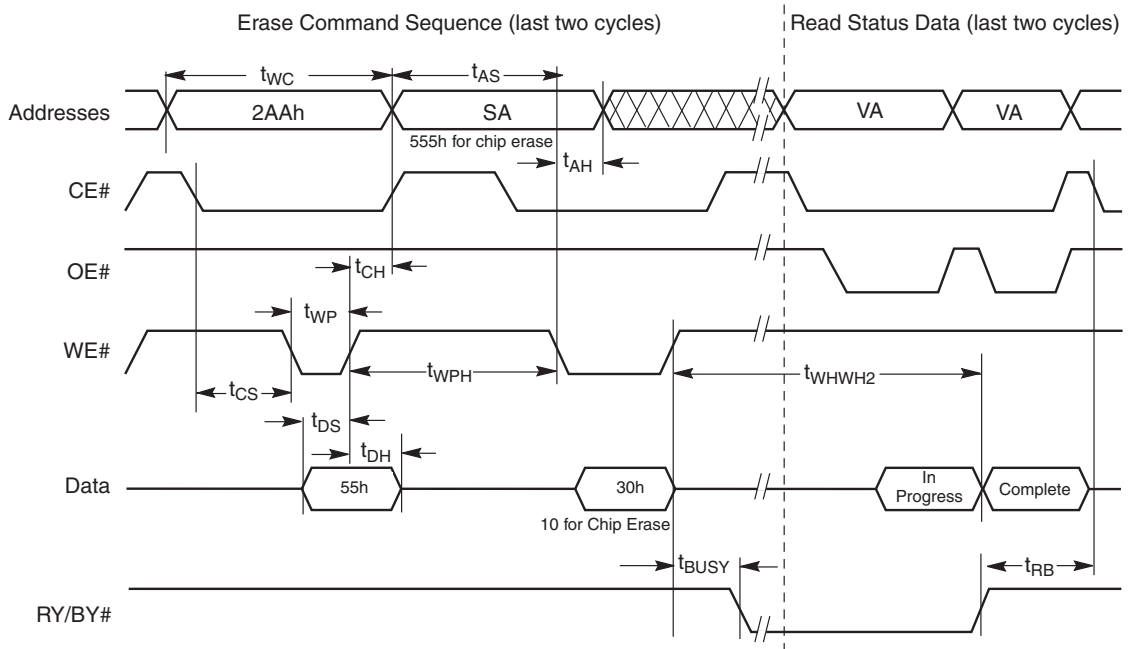 Erase Command Sequence (last two cycles)
Read Status Data (last two cycles)
tWC
tAS
Addresses
2AAh
SA
VA
VA
555h for chip erase
tAH
CE#
OE#
tCH
tWP
WE#
tWPH
tWHWH2
tCS
tDS
tDH
Data
55h
30h
In
Progress
Complete
10 for Chip Erase
tBUSY
tRB
RY/BY#